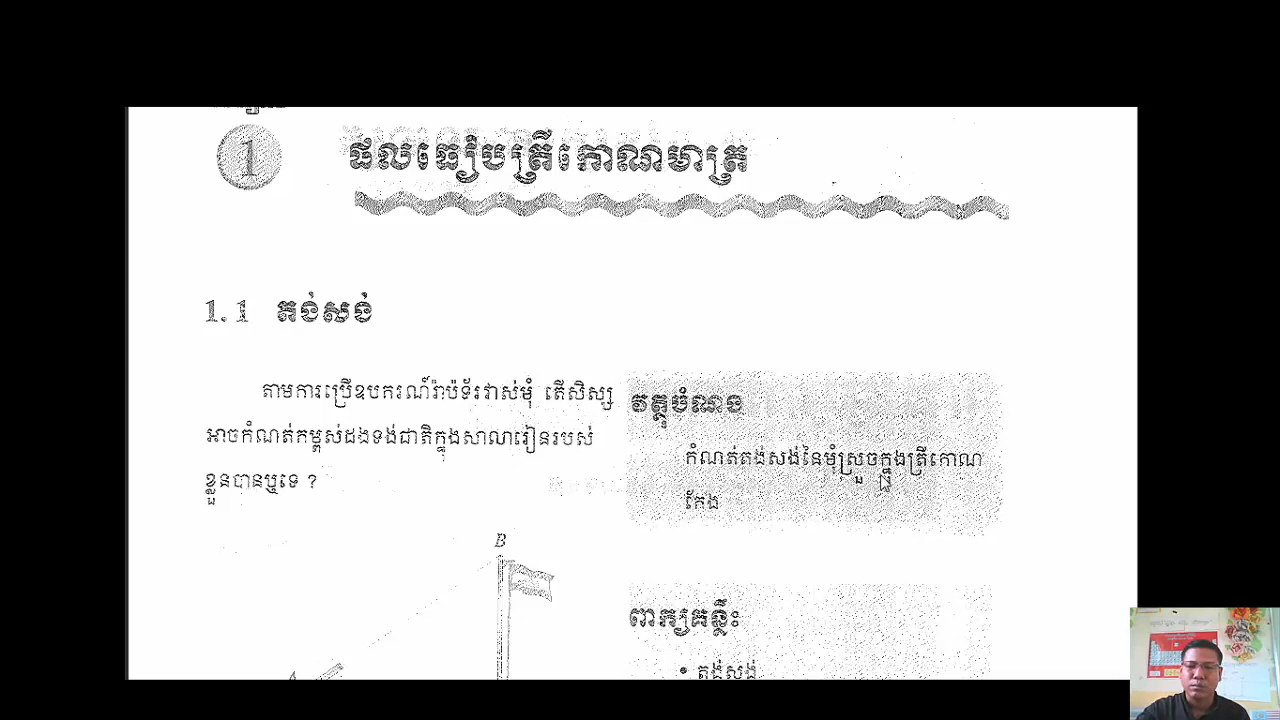 1
ផលធៀបត្រីកោណមាត្រ
1.1 តង់សង់
តាមការប្រើឧបករណ៍រ៉ាប៉ទ័រវាស់មុំ តើសិស្ស
អាចកំណត់កម្ពស់ដងទង់ជាតិក្នុងសាលារៀនរបស់
ខ្លួនបានឬទេ ?
វត្ថុបំណង
កំណត់តង់សង់នៃមុំស្រួចក្នុងត្រីកោណ
កែង
B
ពាក្យគន្លឹះ
• តង់សង់